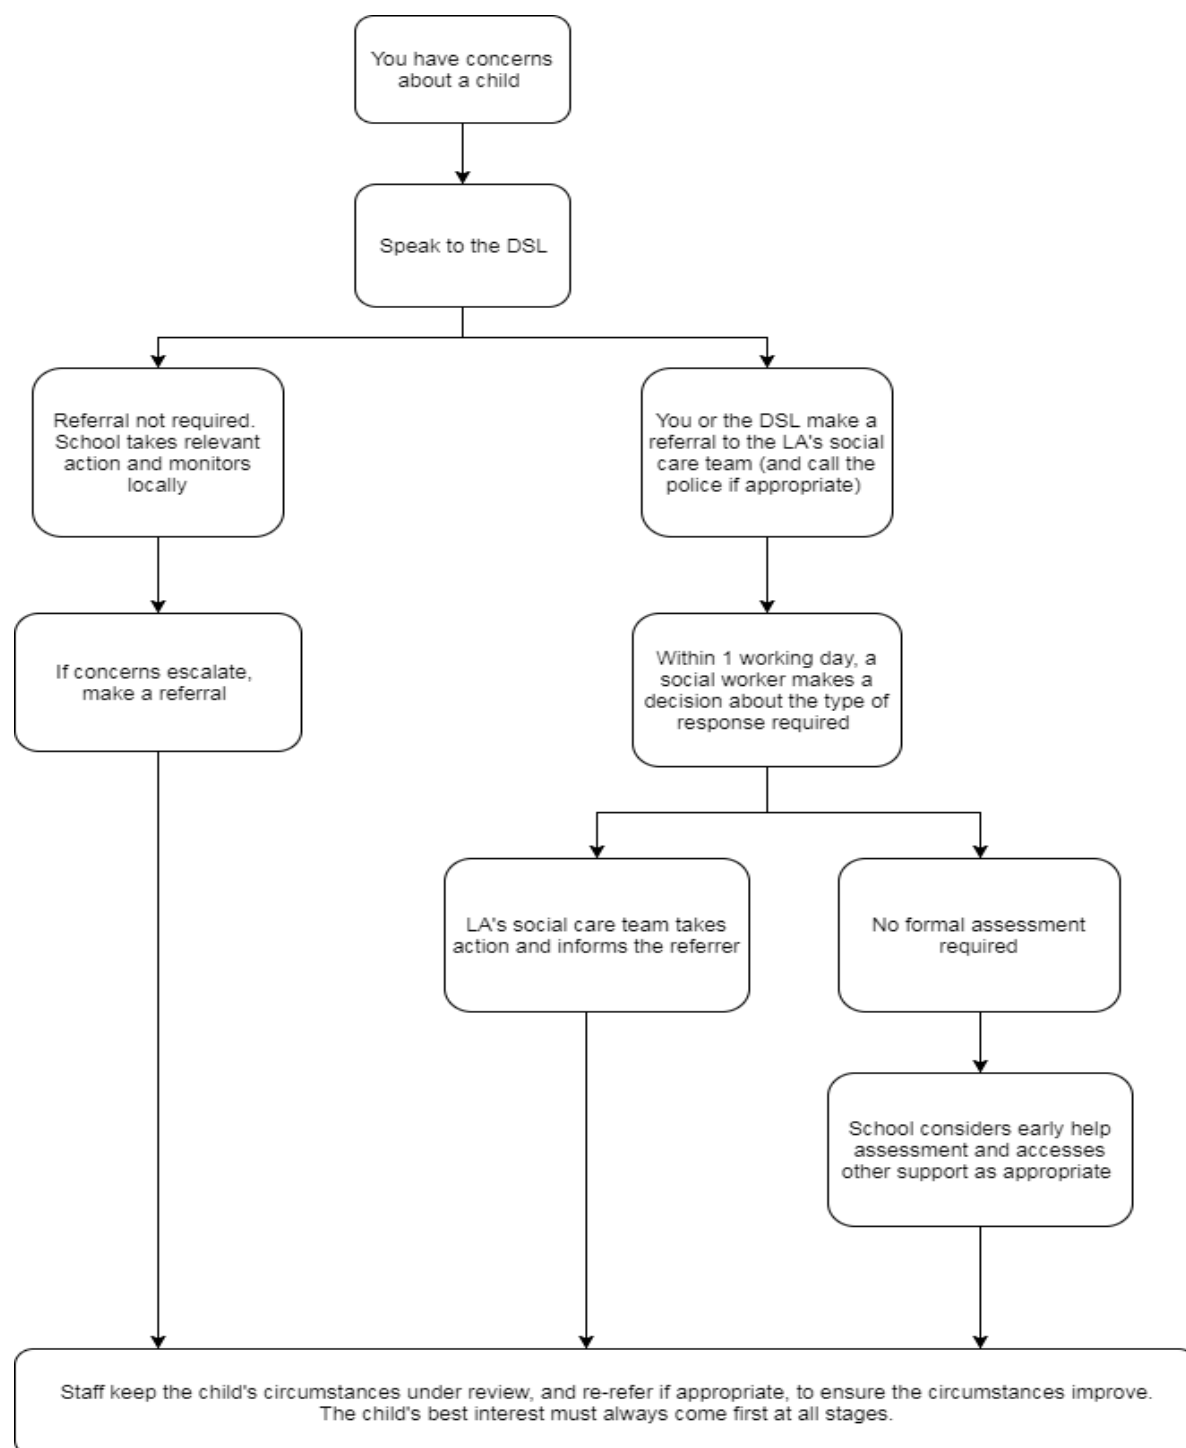 You have concerns
about a child
Speak to the DSL
Referral not required.
School takes relevant
action and monitors
locally
You or the DSL make a
referral to the LA's social
care team (and call the
police if appropriate)
If concerns escalate,
make a referral
Within 1 working day, a
social worker makes a
decision about the type of
response required
LA's social care team takes
action and informs the referrer
No formal assessment
required
School considers early help
assessment and accesses
other support as appropriate
Staff keep the child's circumstances under review, and re-refer if appropriate, to ensure the circumstances improve.
The child's best interest must always come first at all stages.